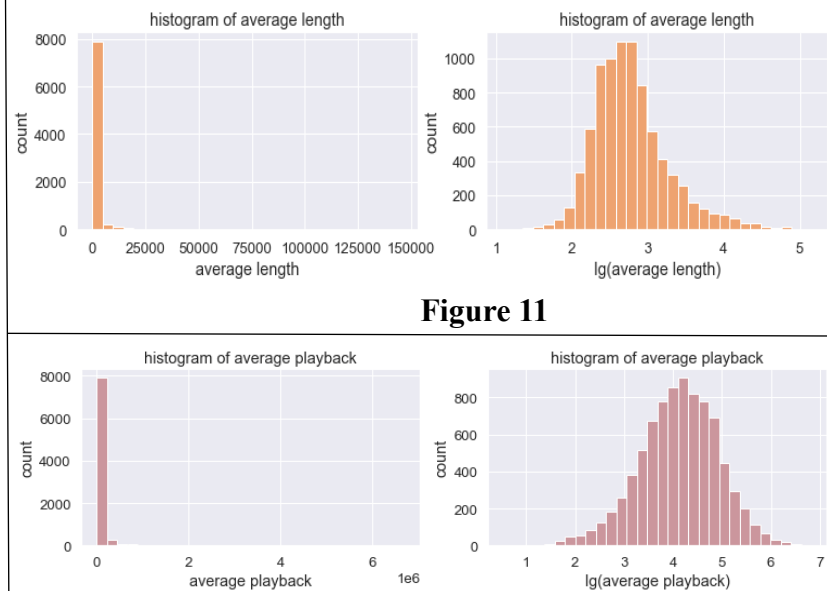 histogram of average length
8000
6000
4000
2000
0
count
0 25000 50000 75000 100000 125000 150000
average length
histogram of average length
1000
800
600
400
200
0
count
1 2 3 4 5
lg(average length)
Figure 11
histogram of average playback
8000
6000
4000
2000
0
count
0 2 4 6
1e6
average playback
histogram of average playback
800
600
400
200
0
count
1 2 3 4 5 6 7
lg(average playback)